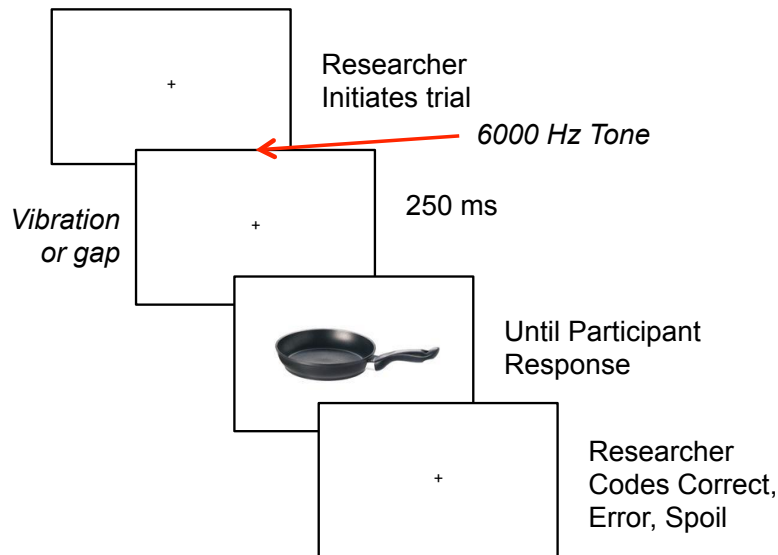 +
Researcher
Initiates trial
6000 Hz Tone
Vibration
or gap
+
250 ms
Until Participant
Response
+
Researcher
Codes Correct,
Error, Spoil